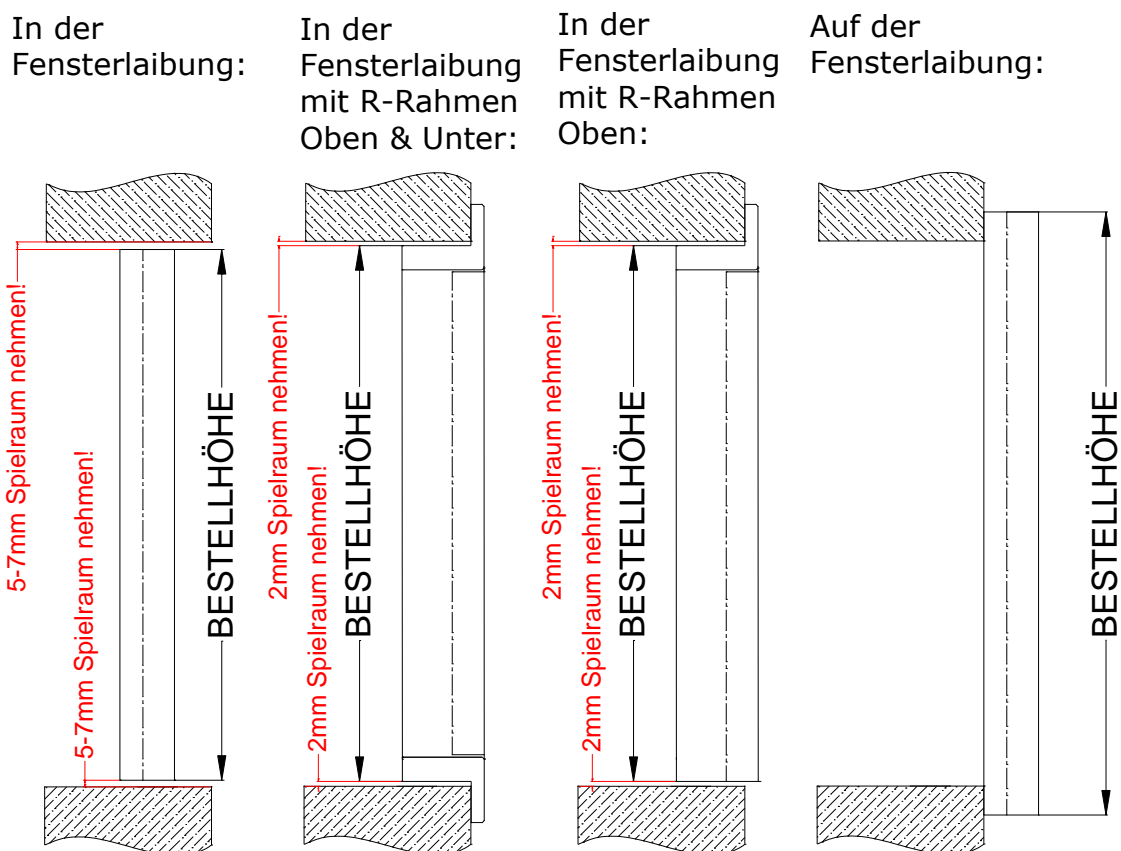 In der
Fensterlaibung:
In der
Fensterlaibung
mit R-Rahmen
Oben & Unter:
In der
Fensterlaibung
mit R-Rahmen
Oben:
Auf der
Fensterlaibung:
5-7mm Spielraum nehmen!
5-7mm Spielraum nehmen!
BESTELLHÖHE
2mm Spielraum nehmen!
2mm Spielraum nehmen!
BESTELLHÖHE
2mm Spielraum nehmen!
2mm Spielraum nehmen!
BESTELLHÖHE
BESTELLHÖHE